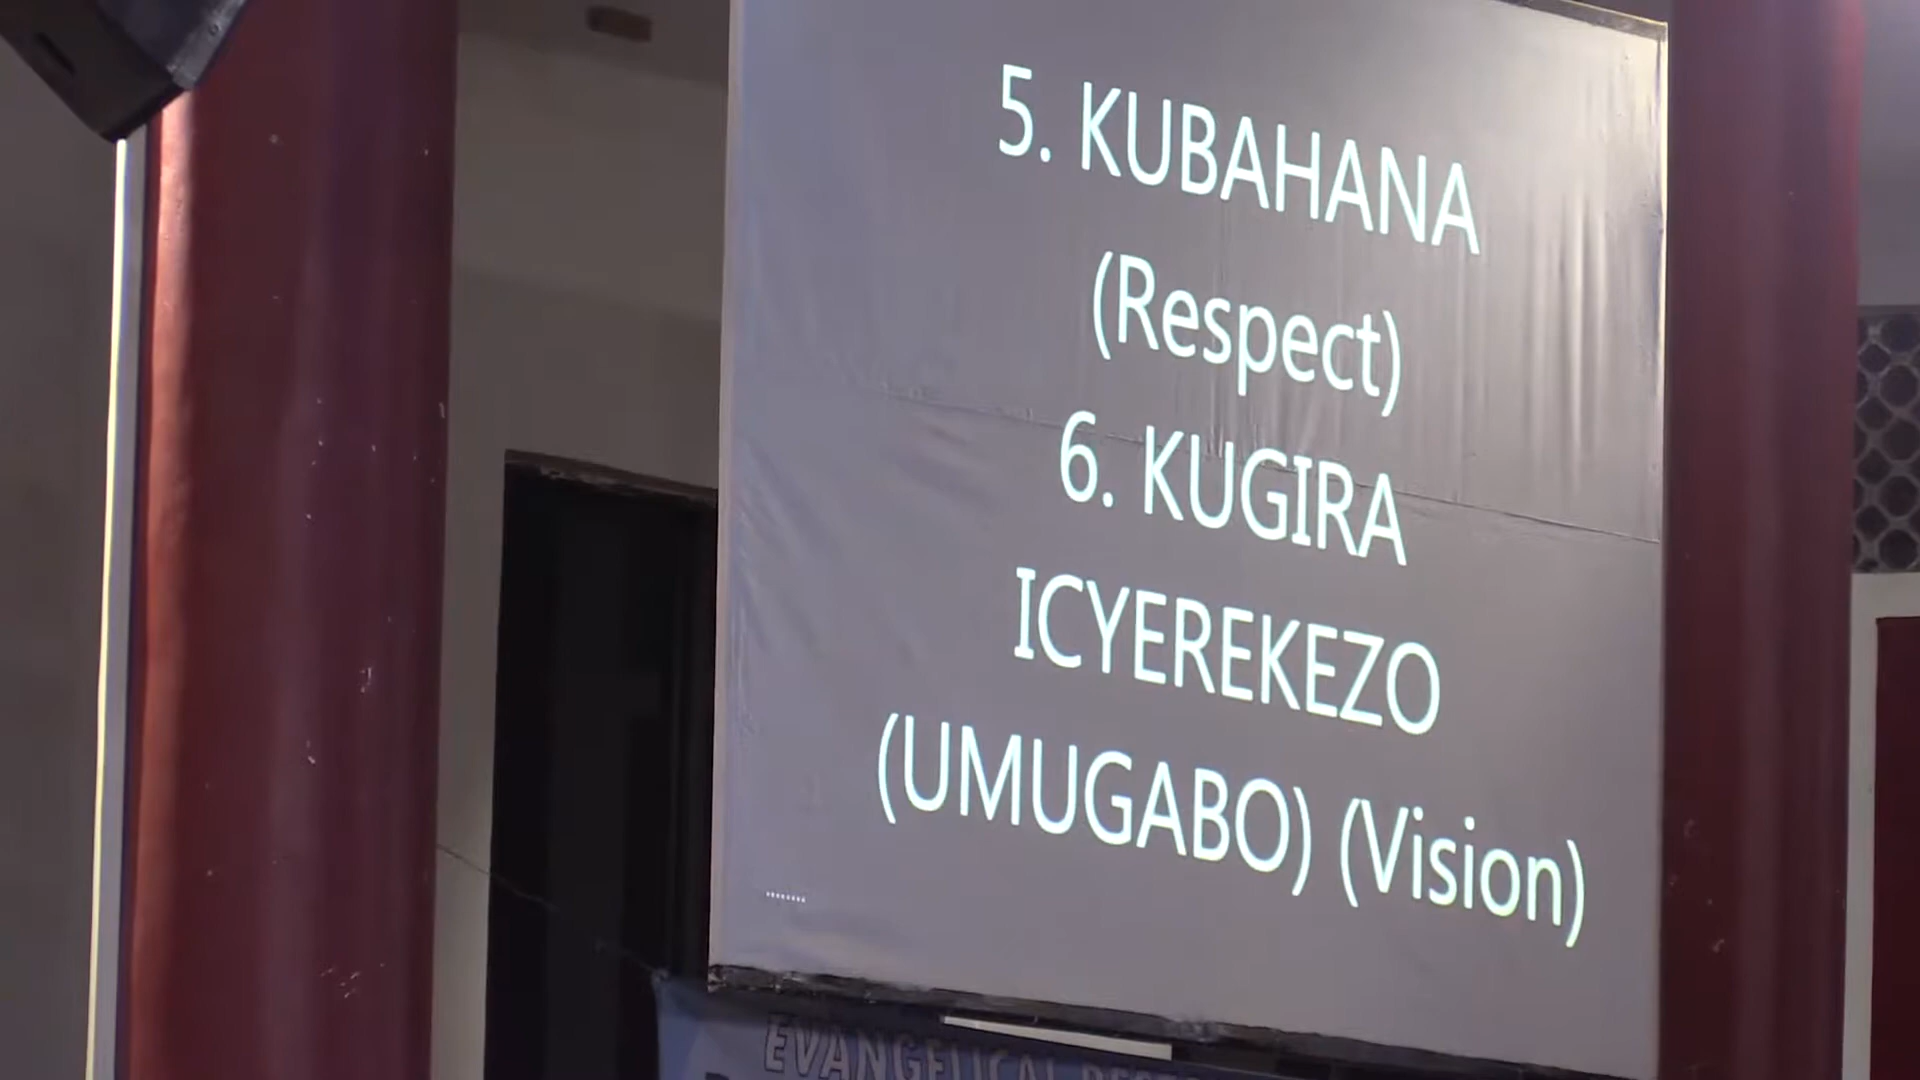 5. KUBAHANA
(Respect)
6. KUGIRA
ICYEREKEZO
(UMUGABO) (Vision)
EVANGELICAL